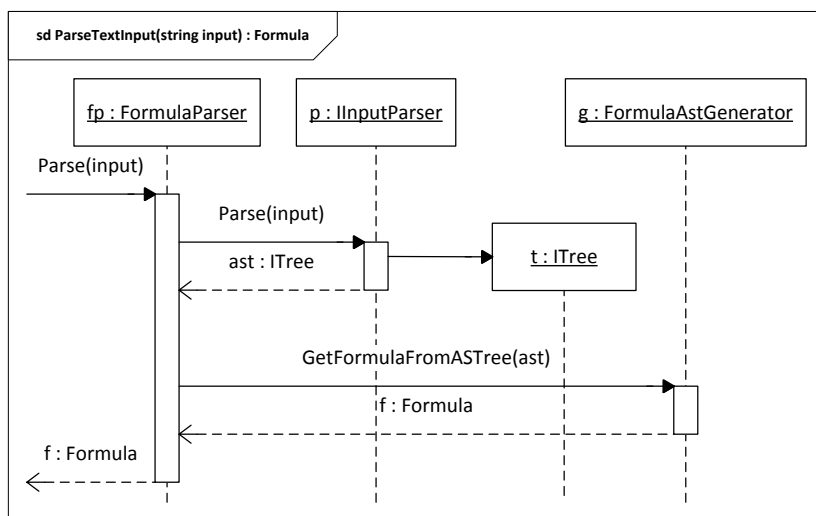 sd ParseTextInput(string input) : Formula
fp : FormulaParser
p : IInputParser
g : FormulaAstGenerator
Parse(input)
Parse(input)
ast : ITree
t : ITree
GetFormulaFromASTree(ast)
f : Formula
f : Formula